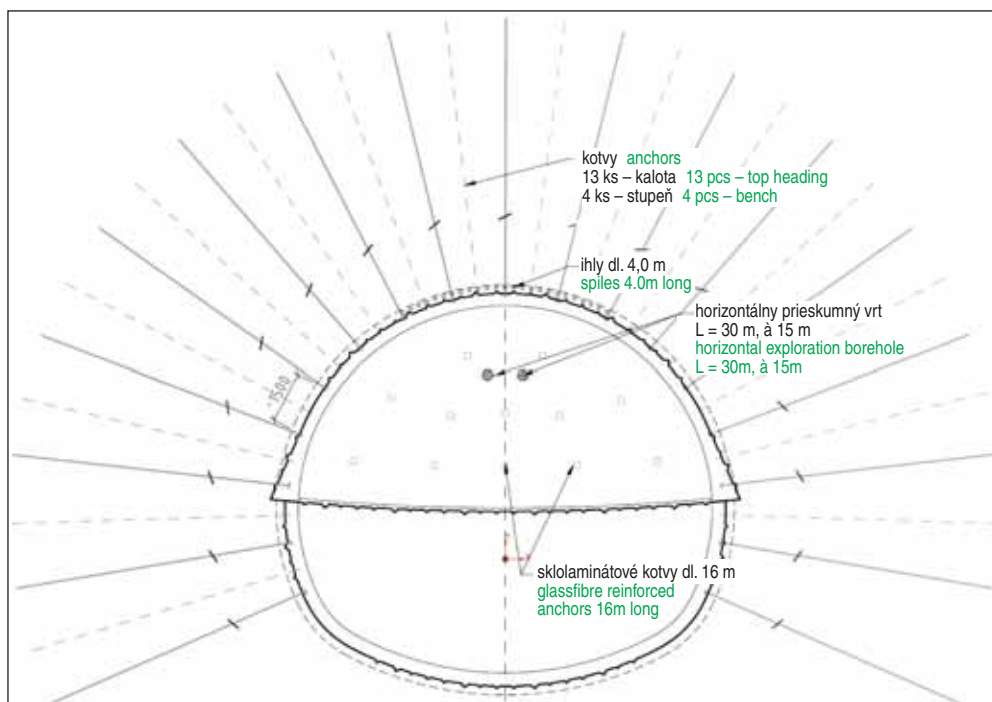 kotvy anchors
13 ks – kalota 13 pcs – top heading
4 ks – stupeň 4 pcs – bench
ihly dl. 4,0 m
spiles 4.0m long
horizontálny prieskumný vrt
L = 30 m, à 15 m
horizontal exploration borehole
L = 30m, à 15m
1500
sklolaminátové kotvy dl. 16 m
glassfibre reinforced
anchors 16m long